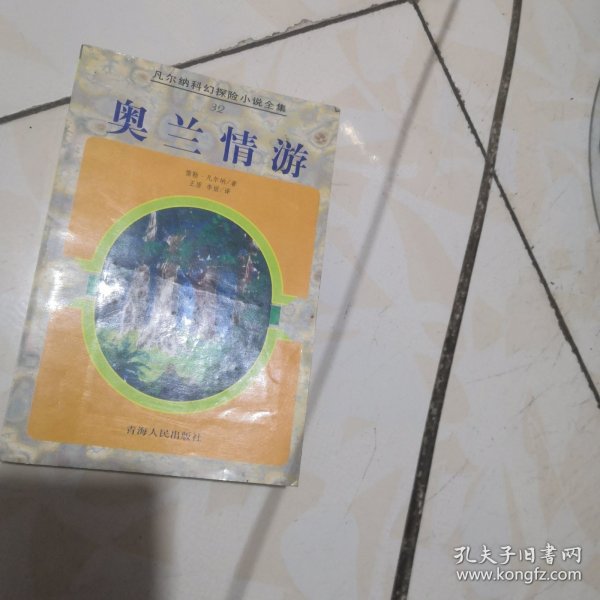 凡尔纳科幻探险小说全集
32
奥兰情游
儒勒·凡尔纳/著
青海人民出版社
孔夫子旧书网
www.kongfz.com